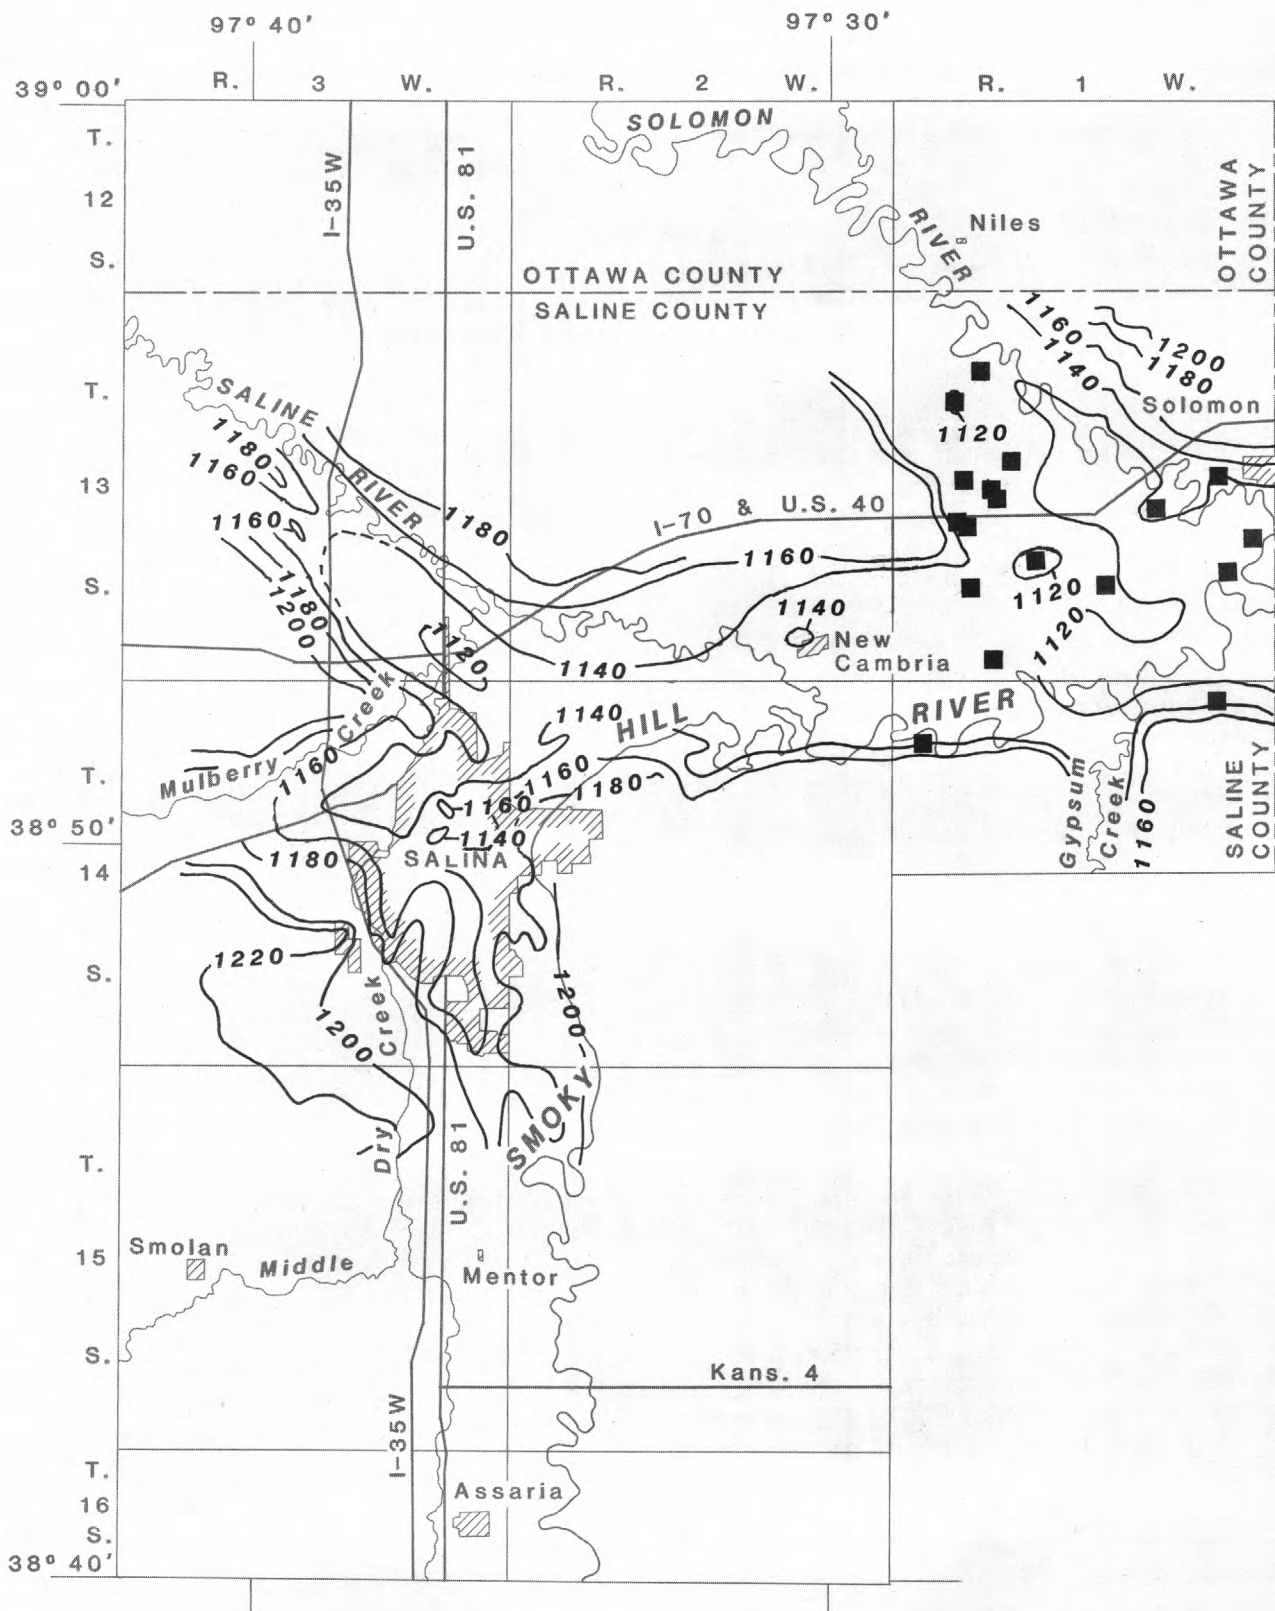 97° 40'
97° 30'
39° 00'
R. 3 W.
R. 2 W.
R. 1 W.
T.
12
S.
I-35W
U.S. 81
SOLOMON
RIVER
Niles
OTTAWA
COUNTY
OTTAWA COUNTY
SALINE COUNTY
1160
1140
1200
1180
Solomon
T.
13
S.
SALINE
RIVER
1180
1160
1160
1180
1200
1180
I-70 & U.S. 40
1160
1120
1120
1120
1140
New
Cambria
1120
1140
Mulberry
Creek
1160
1140
HILL
RIVER
1160
1180
1160
1140
SALINA
1180
Gypsum
Creek
1160
SALINE
COUNTY
T.
38° 50'
14
S.
1220
1200
Creek
Dry
1200
SMOKY
T.
15
S.
U.S. 81
Smolan
Middle
Mentor
Kans. 4
I-35W
T.
16
S.
Assaria
38° 40'